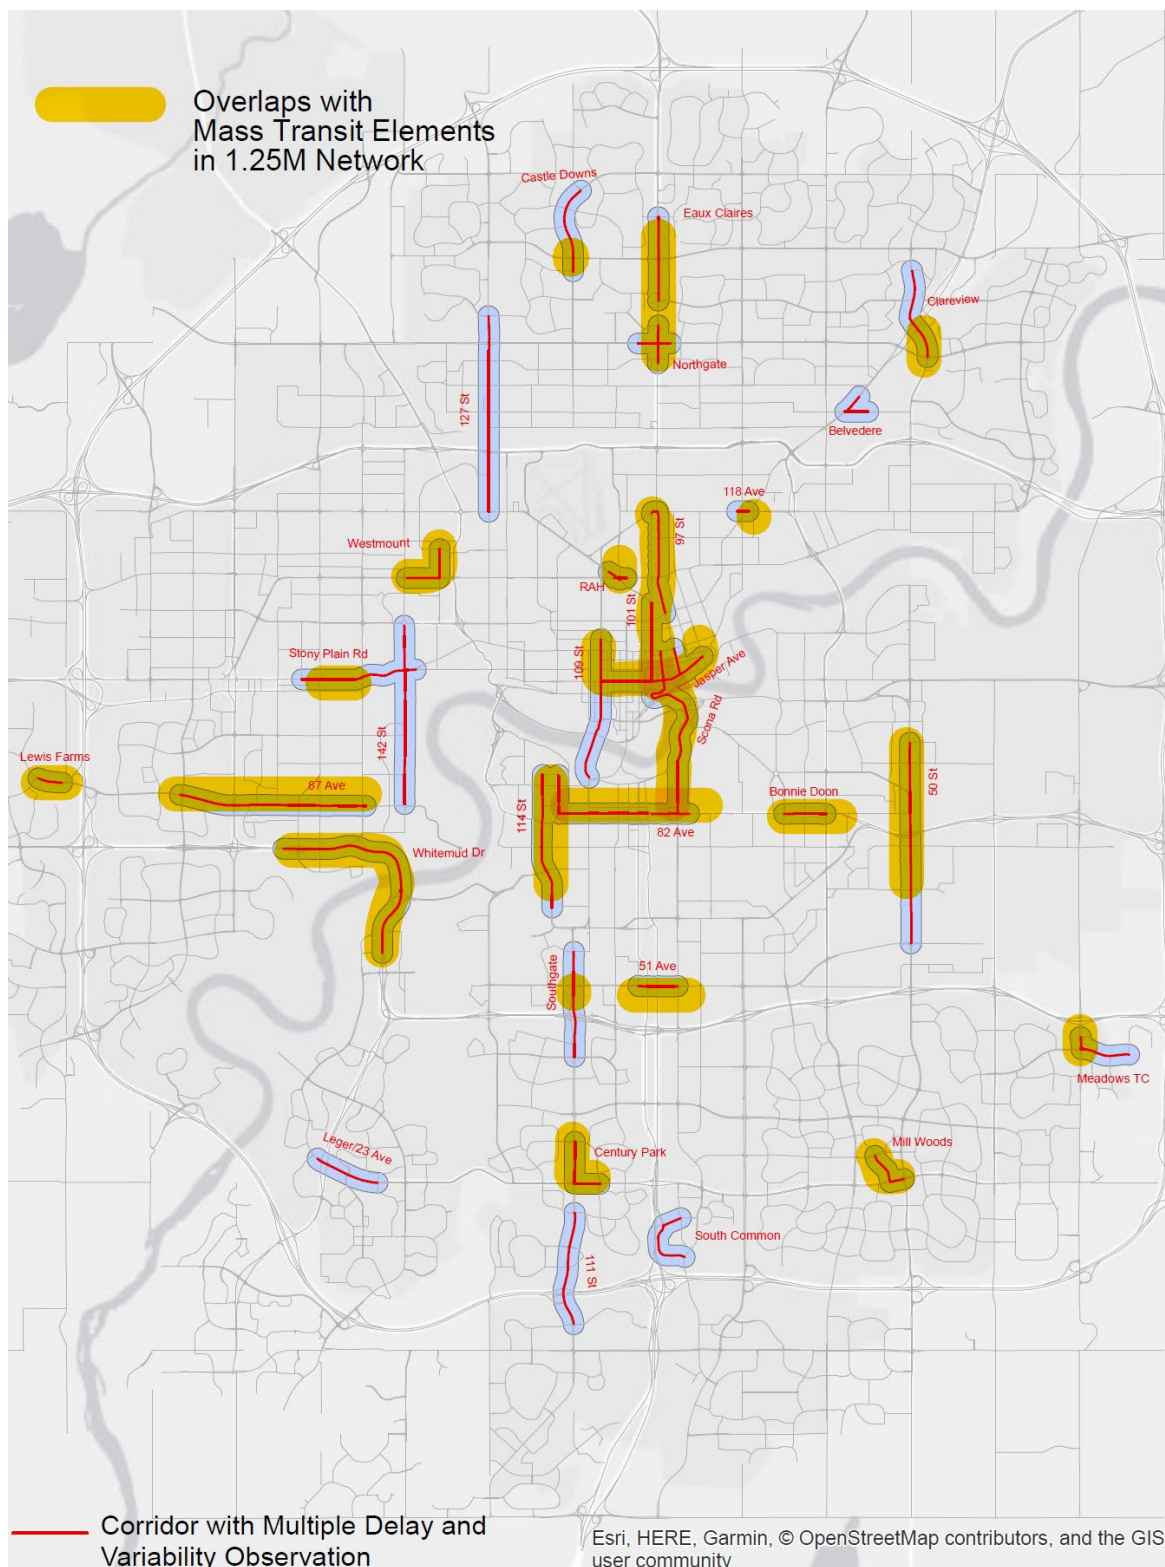 Overlaps with
Mass Transit Elements
in 1.25M Network
Castle Downs
Eaux Claires
Clareview
Northgate
127 St
Belvedere
118 Ave
97 St
Westmount
RAH
101 St
Stony Plain Rd
109 St
Jasper Ave
Scona Rd
142 St
Lewis Farms
87 Ave
Bonnie Doon
50 St
114 St
82 Ave
Whitemud Dr
Southgate
51 Ave
Meadows TC
Leger/23 Ave
Century Park
Mill Woods
South Common
111 St
Corridor with Multiple Delay and
Variability Observation
Esri, HERE, Garmin, © OpenStreetMap contributors, and the GIS
user community